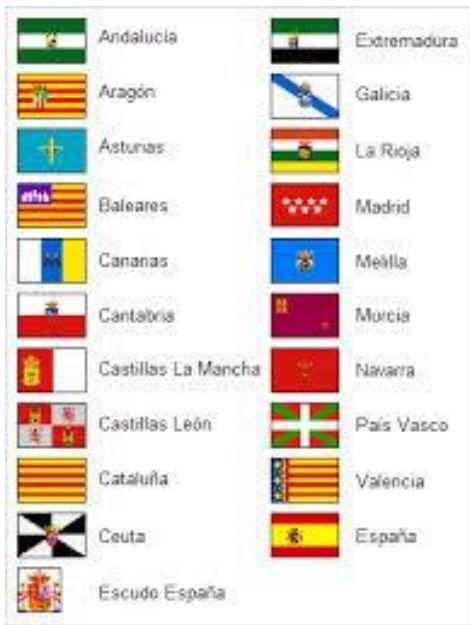 Andalucía
Aragón
Asturias
Baleares
Canarias
Cantabria
Castillas La Mancha
Castillas León
Cataluña
Ceuta
Escudo España
Extremadura
Galicia
La Rioja
Madrid
Melilla
Murcia
Navarra
País Vasco
Valencia
España